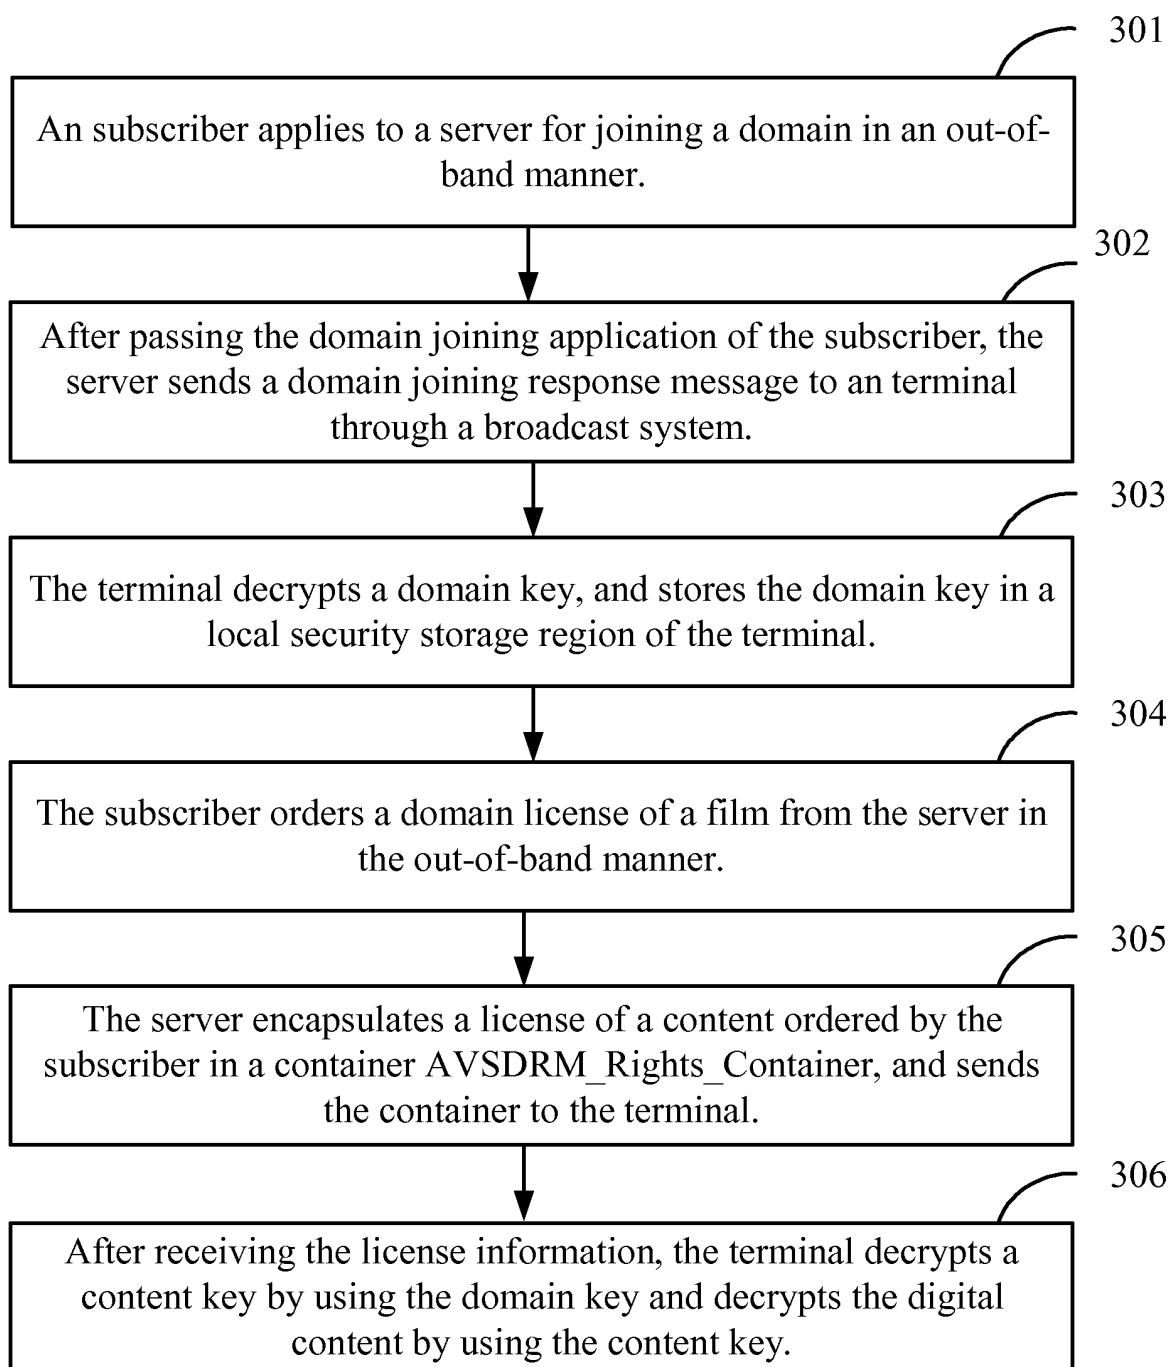 301
An subscriber applies to a server for joining a domain in an out-of-
band manner.
302
After passing the domain joining application of the subscriber, the
server sends a domain joining response message to an terminal
through a broadcast system.
303
The terminal decrypts a domain key, and stores the domain key in a
local security storage region of the terminal.
304
The subscriber orders a domain license of a film from the server in
the out-of-band manner.
305
The server encapsulates a license of a content ordered by the
subscriber in a container AVSDRM_Rights_Container, and sends
the container to the terminal.
306
After receiving the license information, the terminal decrypts a
content key by using the domain key and decrypts the digital
content by using the content key.